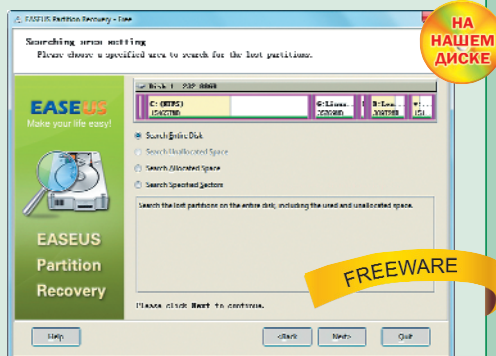 EASEUS Partition Recovery - Free
НА
НАШЕМ
ДИСКЕ
Searching area setting
Please choose a specified area to search for the lost partitions.
EASEUS
Make your life easy!
Disk 1
C: (NTFS)
Search Entire Disk
Search Unallocated Space
Search Allocated Space
Search Specified Sectors
Search the lost partitions on the entire disk, including the used and unallocated space.
EASEUS
Partition
Recovery
FREEWARE
Please click Next to continue.
Help
<Back
Next>
Quit